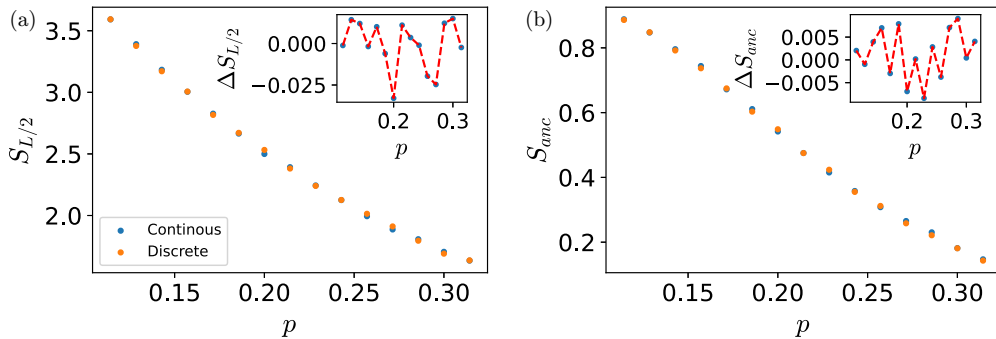 (a)
3.5
3.0
2.5
2.0
S_{L/2}
0.15 0.20 0.25 0.30
p
Continous
Discrete
0.000
−0.025
ΔS_{L/2}
0.2 0.3
p
(b)
0.8
0.6
0.4
0.2
S_{anc}
0.15 0.20 0.25 0.30
p
0.005
0.000
−0.005
ΔS_{anc}
0.2 0.3
p